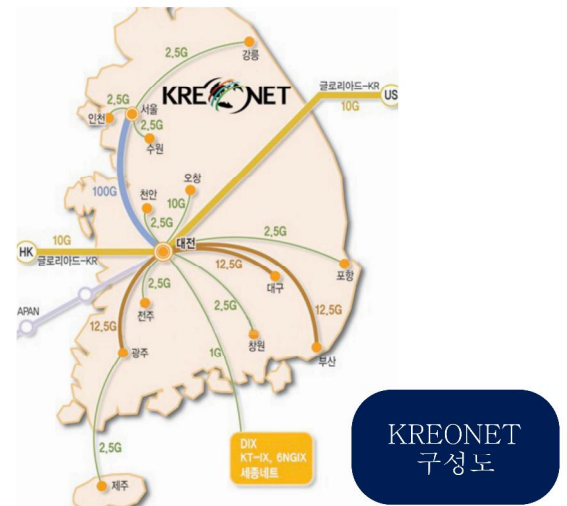 2.5G
강릉
KREONET
글로리아드-KR
US
10G
2.5G
서울
인천
2.5G
수원
100G
오창
천안
10G
2.5G
10G
대전
2.5G
HK
글로리아드-KR
12.5G
대구
포항
2.5G
2.5G
12.5G
APAN
전주
12.5G
창원
부산
광주
1G
DIX
KT-IX, 6NGIX
세종네트
2.5G
제주
KREONET
구성도